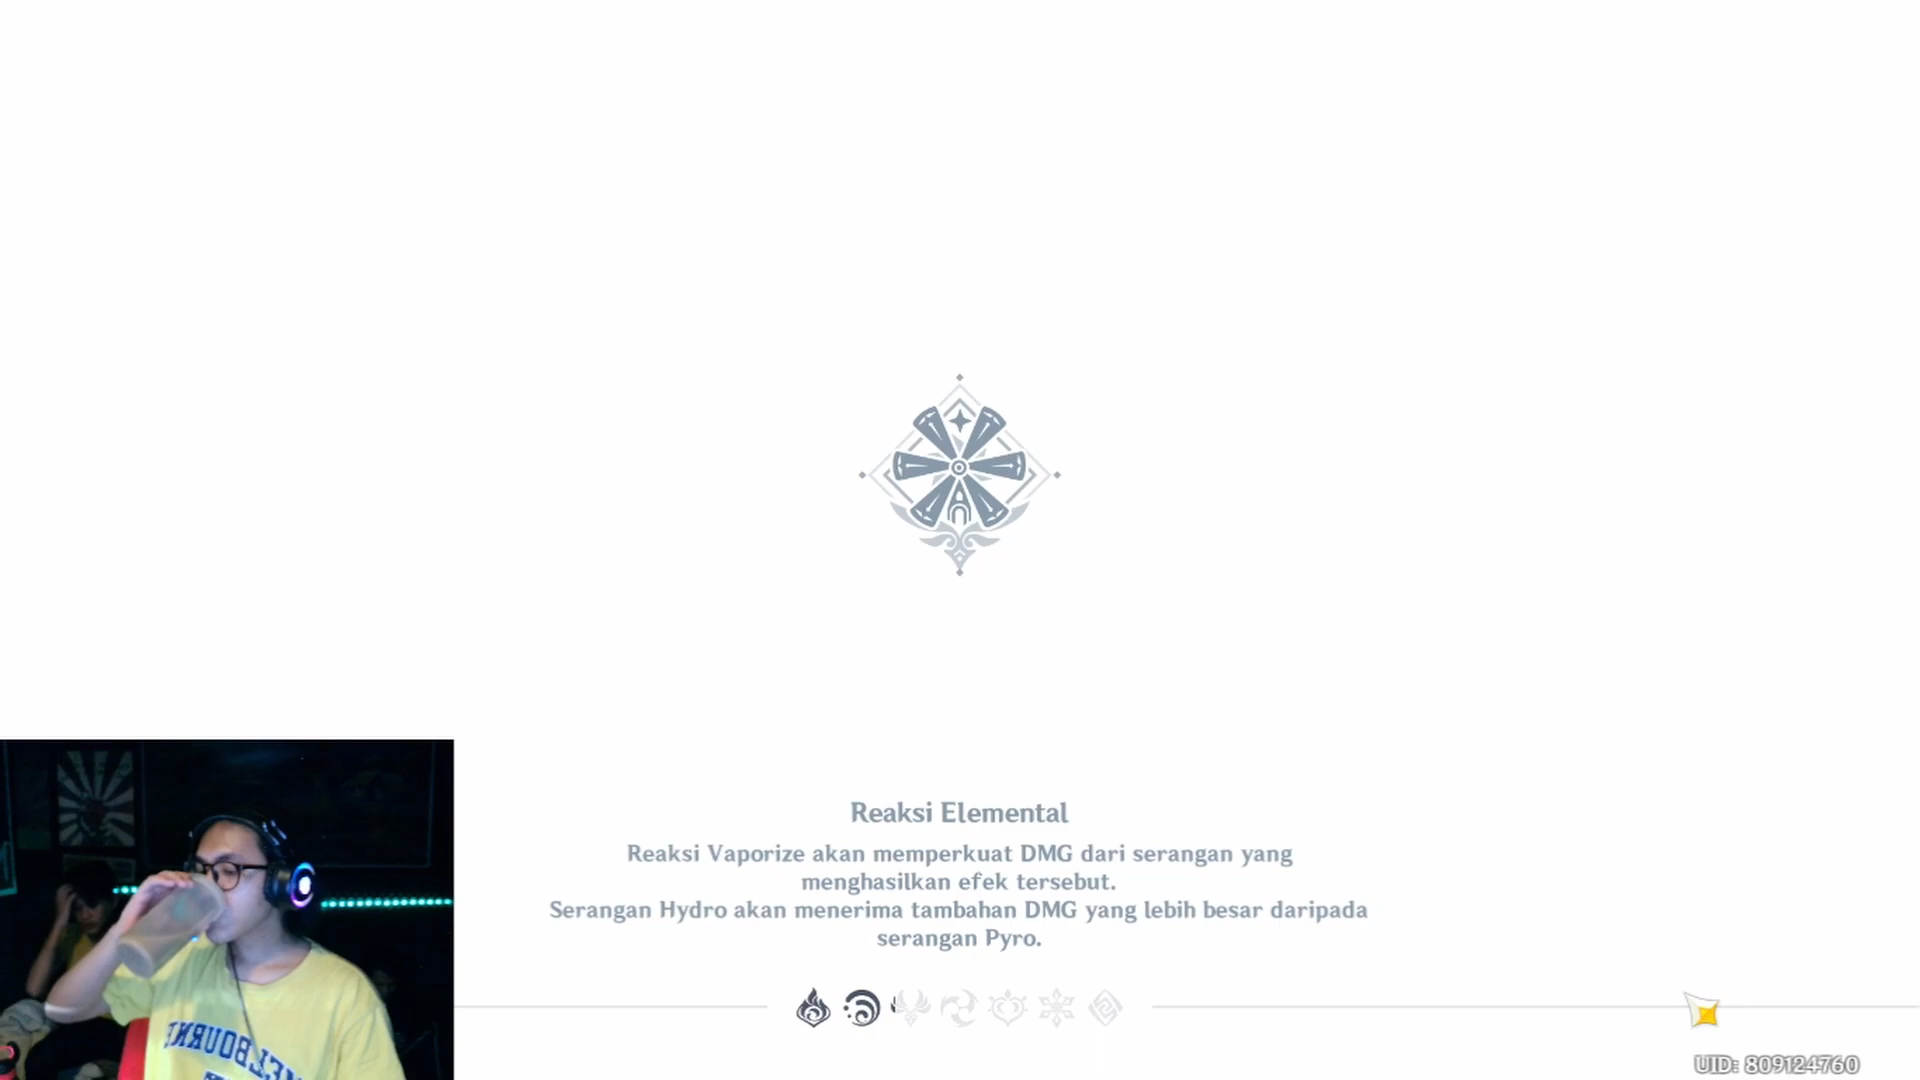 Reaksi Elemental
Reaksi Vaporize akan memperkuat DMG dari serangan yang
menghasilkan efek tersebut.
Serangan Hydro akan menerima tambahan DMG yang lebih besar daripada
serangan Pyro.
MELBOURNE
UID: 809124760